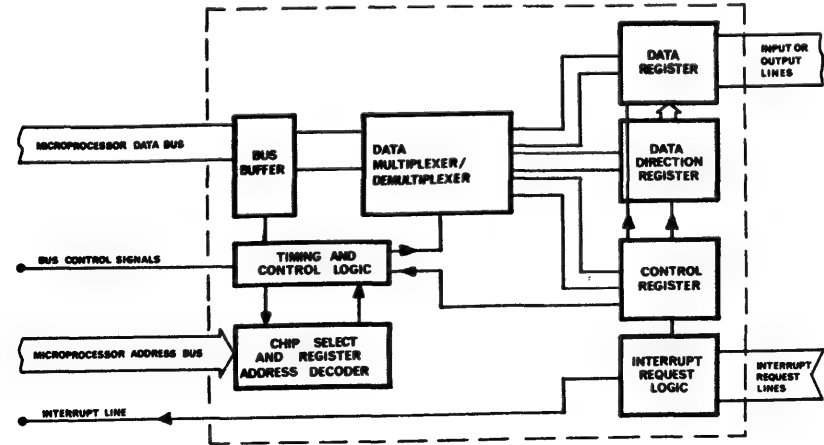 DATA
REGISTER
INPUT OR
OUTPUT
LINES
MICROPROCESSOR DATA BUS
BUS
BUFFER
DATA
MULTIPLEXER/
DEMULTIPLEXER
DATA
DIRECTION
REGISTER
BUS CONTROL SIGNALS
TIMING AND
CONTROL LOGIC
CONTROL
REGISTER
MICROPROCESSOR ADDRESS BUS
CHIP SELECT
AND REGISTER
ADDRESS DECODER
INTERRUPT
REQUEST
LOGIC
INTERRUPT
REQUEST
LINES
INTERRUPT LINE